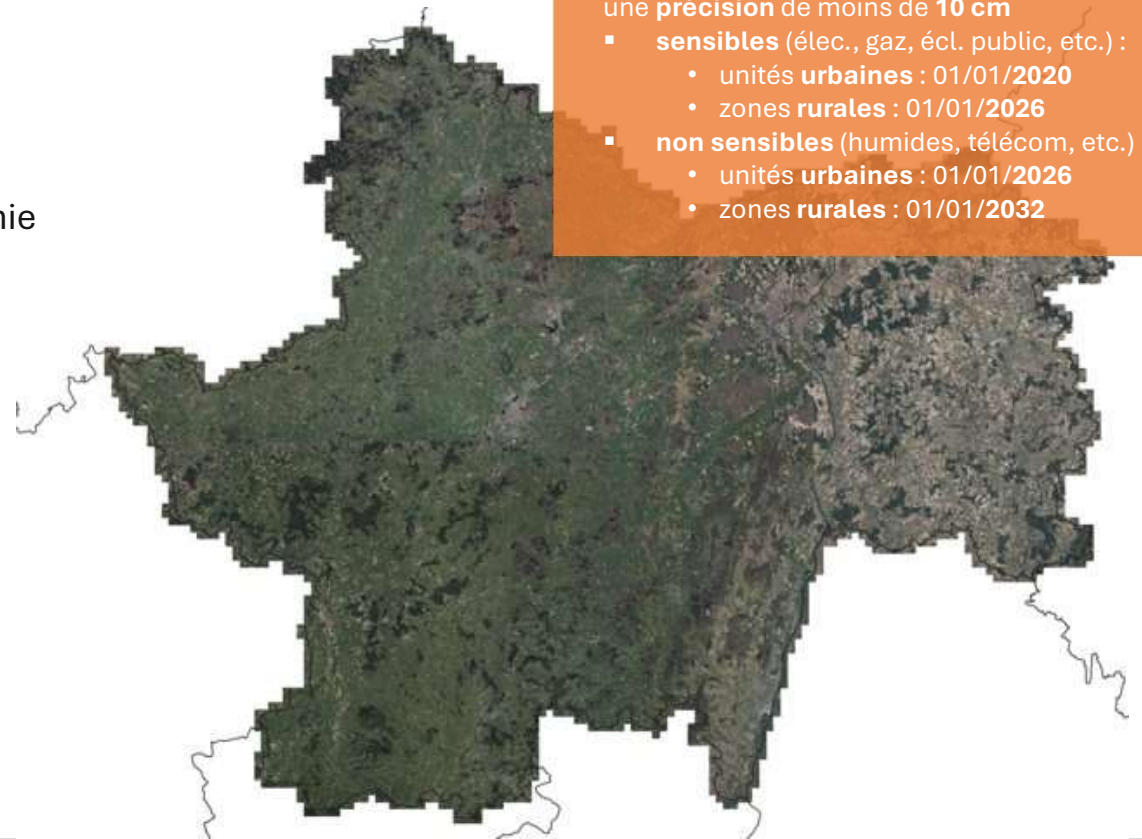 une précision de moins de 10 cm
▪ sensibles (élec., gaz, écl. public, etc.) :
• unités urbaines : 01/01/2020
• zones rurales : 01/01/2026
▪ non sensibles (humides, télécom, etc.)
• unités urbaines : 01/01/2026
• zones rurales : 01/01/2032
nie